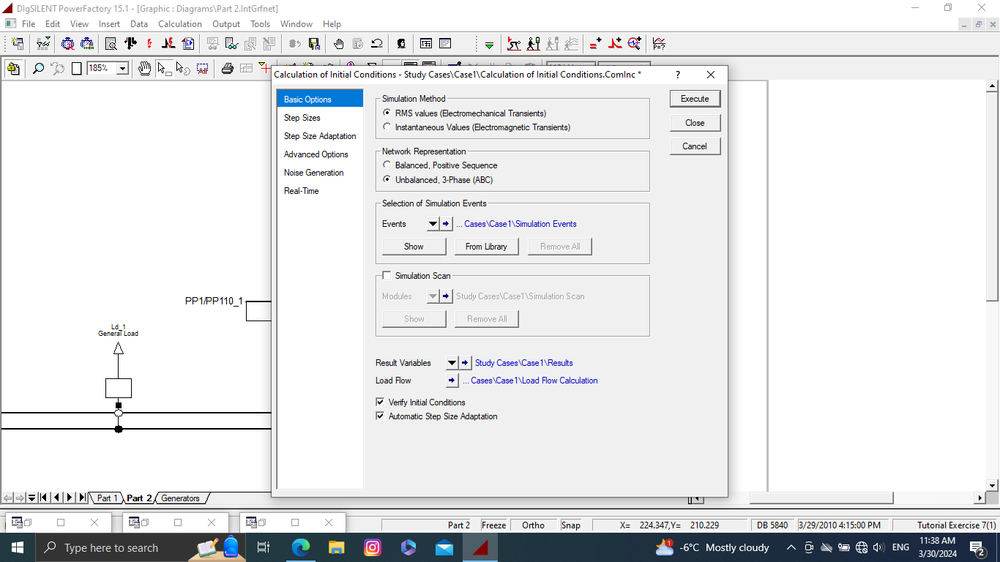 DIgSILENT PowerFactory 15.1 - [Graphic : Diagrams\Part 2.IntGrfnet]
File Edit View Insert Data Calculation Output Tools Window Help
185%
Calculation of Initial Conditions - Study Cases\Case1\Calculation of Initial Conditions.ComInc * ?
Basic Options
Step Sizes
Step Size Adaptation
Advanced Options
Noise Generation
Real-Time
Simulation Method
RMS values (Electromechanical Transients)
Instantaneous Values (Electromagnetic Transients)
Network Representation
Balanced, Positive Sequence
Unbalanced, 3-Phase (ABC)
Selection of Simulation Events
Events ... Cases\Case1\Simulation Events
Show From Library Remove All
Simulation Scan
Modules Study Cases\Case1\Simulation Scan
Show Remove All
Result Variables Study Cases\Case1\Results
Load Flow ... Cases\Case1\Load Flow Calculation
Verify Initial Conditions
Automatic Step Size Adaptation
Execute
Close
Cancel
PP1/PP110_1
Ld_1
General Load
Part 1 Part 2 Generators
Part 2 Freeze Ortho Snap X= 224.347,Y= 210.229 DB 5840 3/29/2010 4:15:00 PM Tutorial Exercise 7(1)
Type here to search -6°C Mostly cloudy ENG 11:38 AM
3/30/2024 2